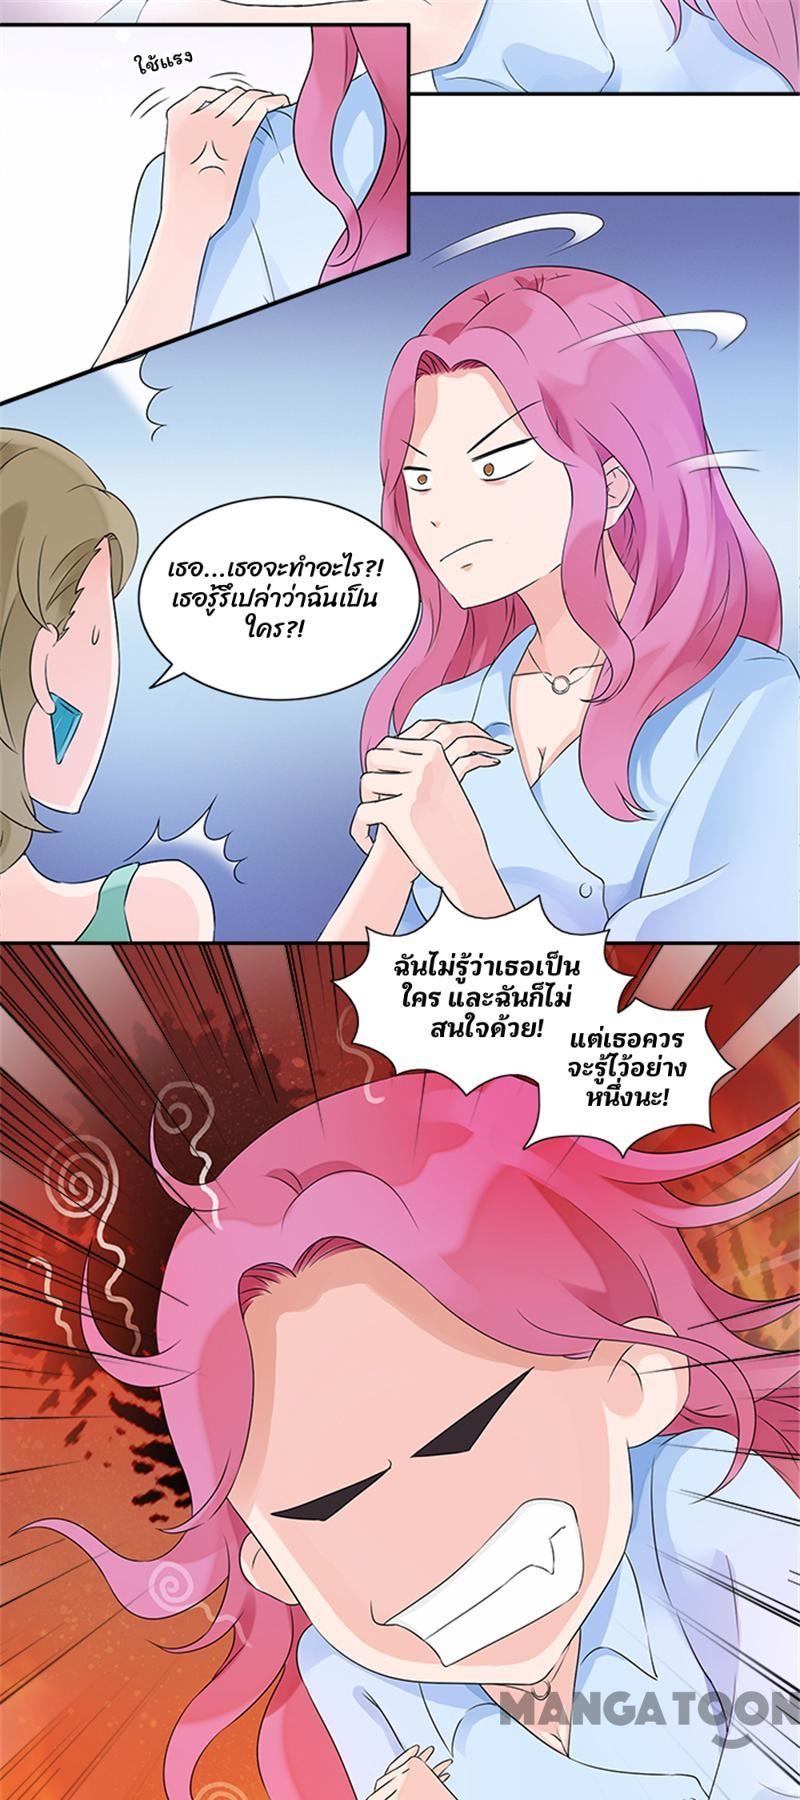 ใช้แรง
เธอ...เธอจะทำอะไร?!
เธอรู้รึเปล่าว่าฉันเป็น
ใคร?!
ฉันไม่รู้ว่าเธอเป็น
ใคร และฉันก็ไม่
สนใจด้วย!
แต่เธอควร
จะรู้ไว้อย่าง
หนึ่งนะ!
MANGATOON